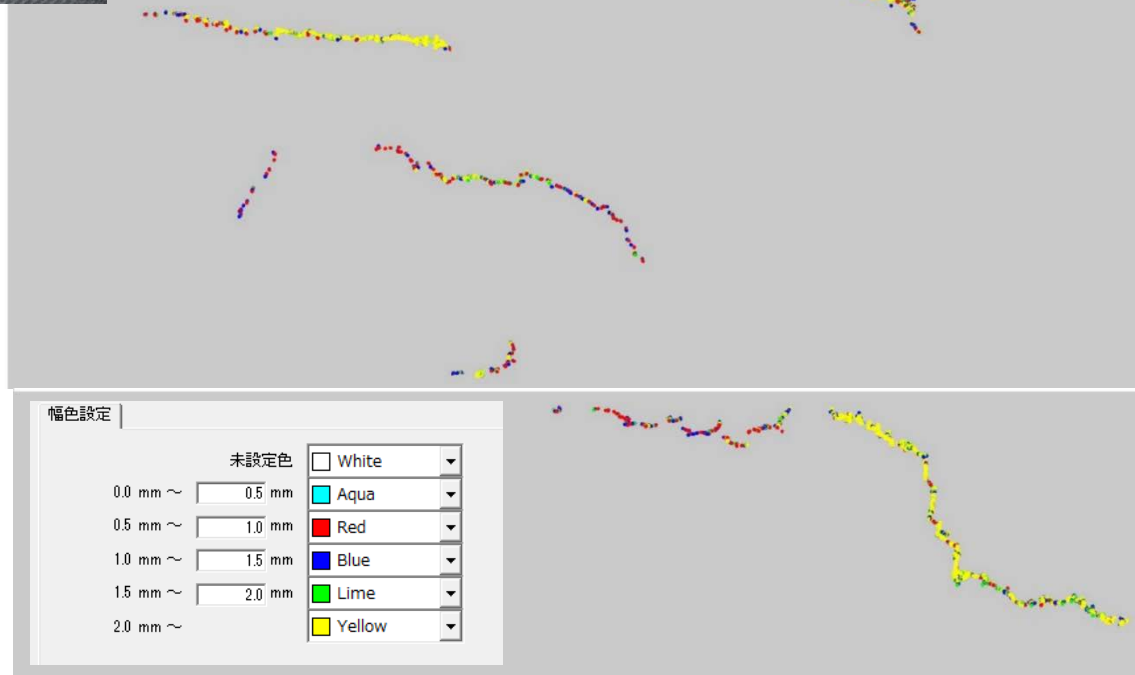 幅色設定
未設定色 White
0.0 mm ～ 0.5 mm Aqua
0.5 mm ～ 1.0 mm Red
1.0 mm ～ 1.5 mm Blue
1.5 mm ～ 2.0 mm Lime
2.0 mm ～ Yellow